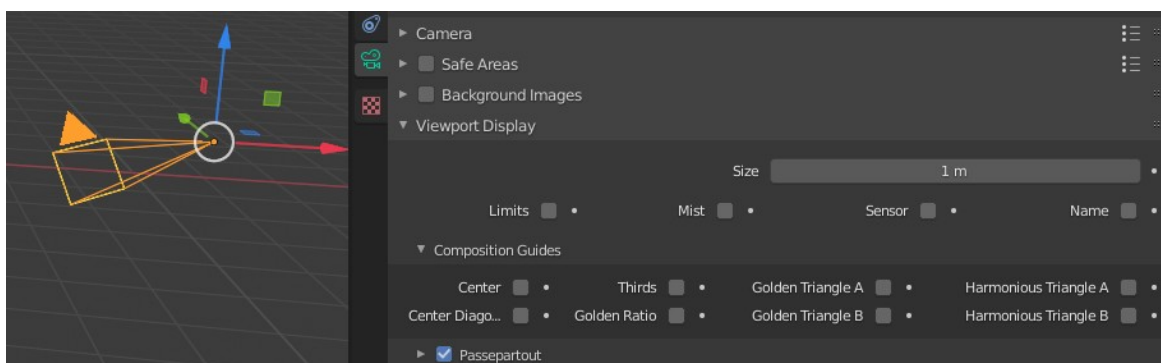 Camera
Safe Areas
Background Images
Viewport Display
Size 1 m
Limits Mist Sensor Name
Composition Guides
Center Thirds Golden Triangle A Harmonious Triangle A
Center Diago... Golden Ratio Golden Triangle B Harmonious Triangle B
Passepartout